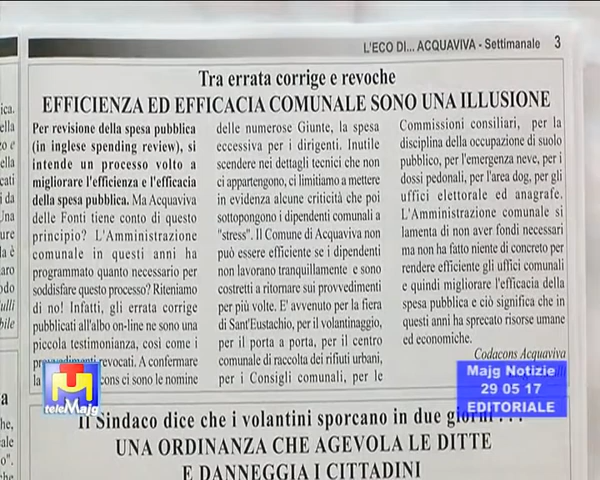 L'ECO DI... ACQUAVIVA - Settimanale 3
Tra errata corrige e revoche
EFFICIENZA ED EFFICACIA COMUNALE SONO UNA ILLUSIONE
Per revisione della spesa pubblica
(in inglese spending review), si
intende un processo volto a
migliorare l'efficienza e l'efficacia
della spesa pubblica. Ma Acquaviva
delle Fonti tiene conto di questo
principio? L'Amministrazione
comunale in questi anni ha
programmato quanto necessario per
soddisfare questo processo? Riteniamo
di no! Infatti, gli errata corrige
pubblicati all'albo on-line ne sono una
piccola testimonianza, così come i
revocati. A confermare
la ci sono le nomine
delle numerose Giunte, la spesa
eccessiva per i dirigenti. Inutile
scendere nei dettagli tecnici che non
ci appartengono, ci limitiamo a mettere
in evidenza alcune criticità che poi
sottopongono i dipendenti comunali a
"stress". Il Comune di Acquaviva non
può essere efficiente se i dipendenti
non lavorano tranquillamente e sono
costretti a ritornare sui provvedimenti
per più volte. E' avvenuto per la fiera
di Sant'Eustachio, per il volantinaggio,
per il porta a porta, per il centro
comunale di raccolta dei rifiuti urbani,
per i Consigli comunali, per le
Commissioni consiliari, per la
disciplina della occupazione di suolo
pubblico, per l'emergenza neve, per i
dossi pedonali, per l'area dog, per gli
uffici elettorale ed anagrafe.
L'Amministrazione comunale si
lamenta di non aver fondi necessari
ma non ha fatto niente di concreto per
rendere efficiente gli uffici comunali
e quindi migliorare l'efficacia della
spesa pubblica e ciò significa che in
questi anni ha sprecato risorse umane
ed economiche.
Codacons Acquaviva
Majg Notizie
29 05 17
EDITORIALE
teleMajg
Il Sindaco dice che i volantini sporcano in due giorni . . .
UNA ORDINANZA CHE AGEVOLA LE DITTE
E DANNEGGIA I CITTADINI